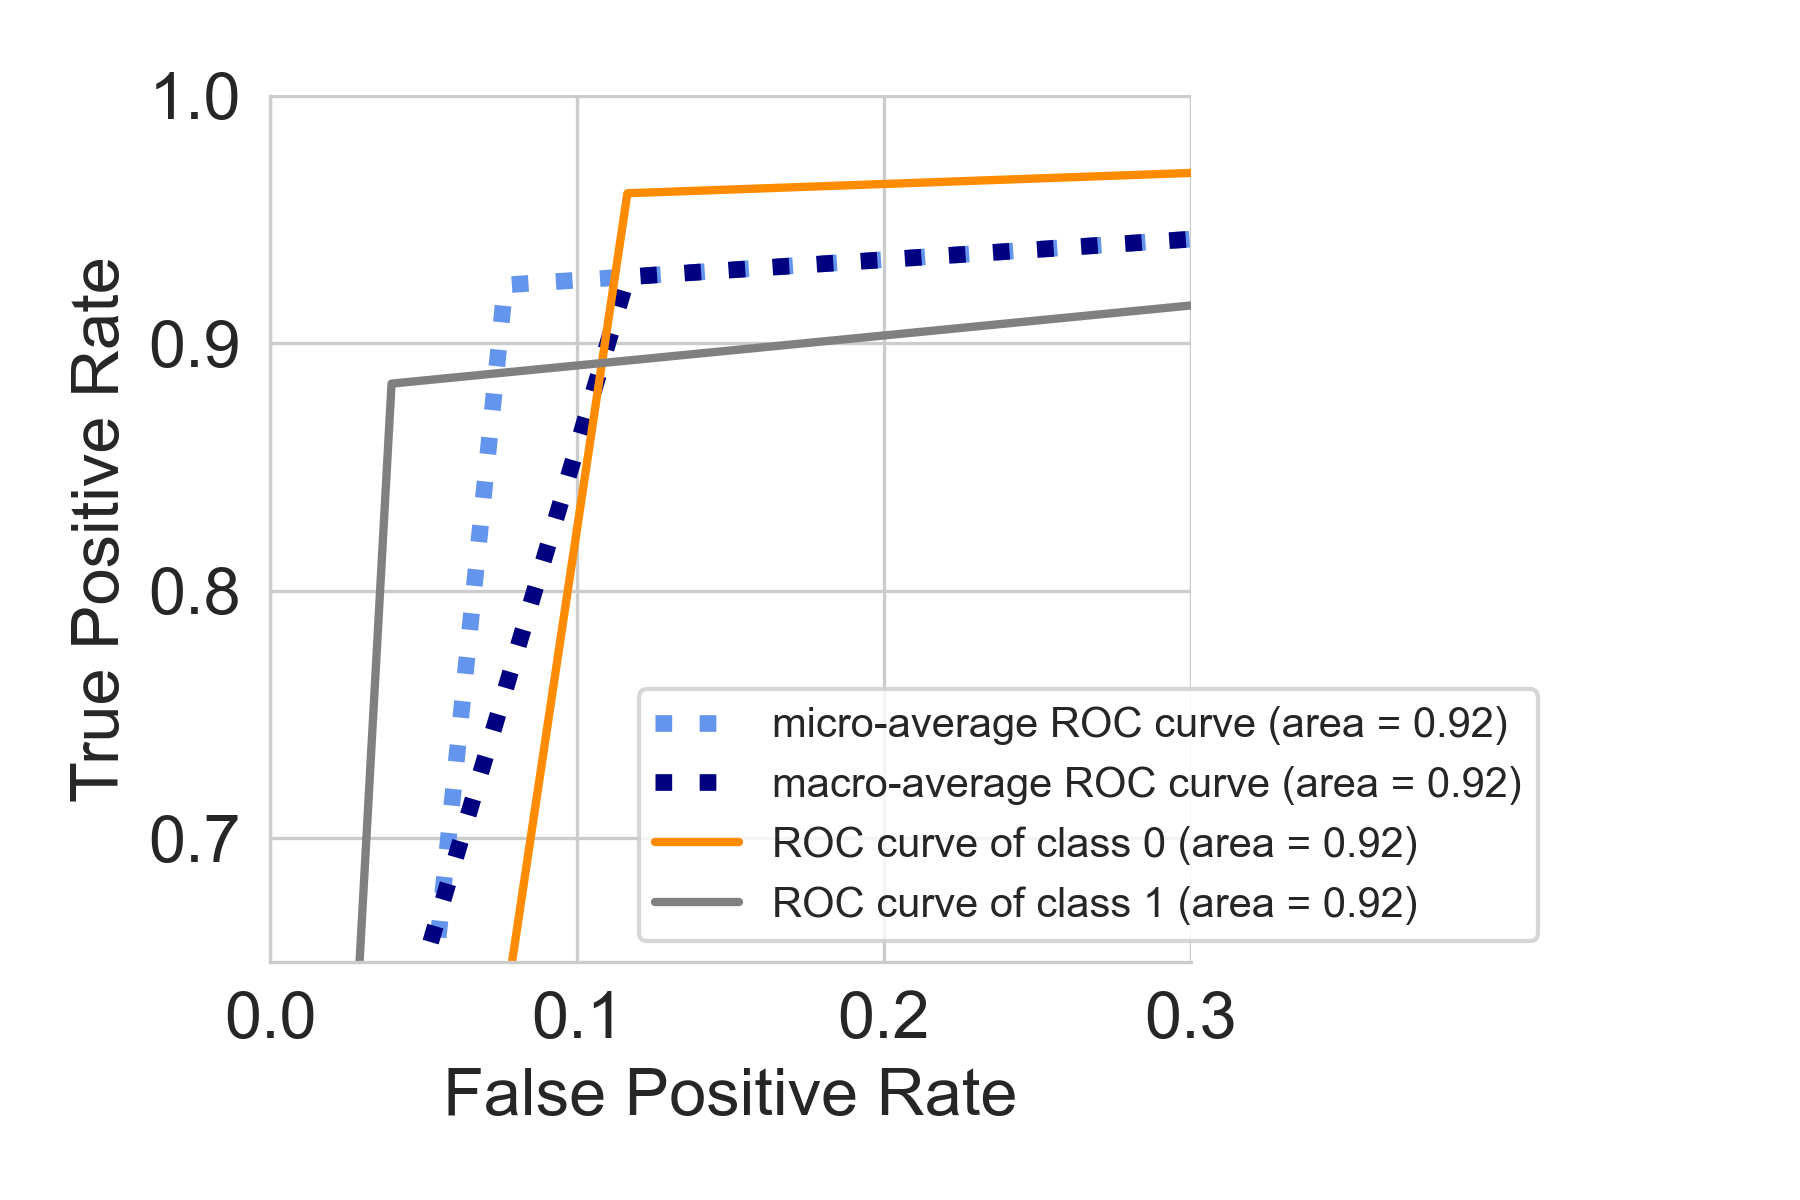 1.0
0.9
0.8
0.7
True Positive Rate
micro-average ROC curve (area = 0.92)
macro-average ROC curve (area = 0.92)
ROC curve of class 0 (area = 0.92)
ROC curve of class 1 (area = 0.92)
0.0 0.1 0.2 0.3
False Positive Rate